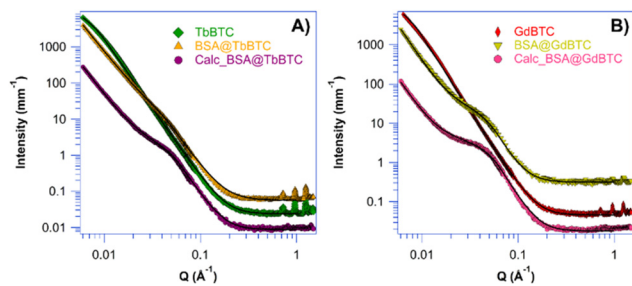 A)
TbBTC
BSA@TbBTC
Calc_BSA@TbBTC
Intensity (mm⁻¹)
1000
100
10
1
0.1
0.01
0.01
0.1
1
Q (Å⁻¹)
B)
GdBTC
BSA@GdBTC
Calc_BSA@GdBTC
Intensity (mm⁻¹)
1000
100
10
1
0.1
0.01
0.1
1
Q (Å⁻¹)